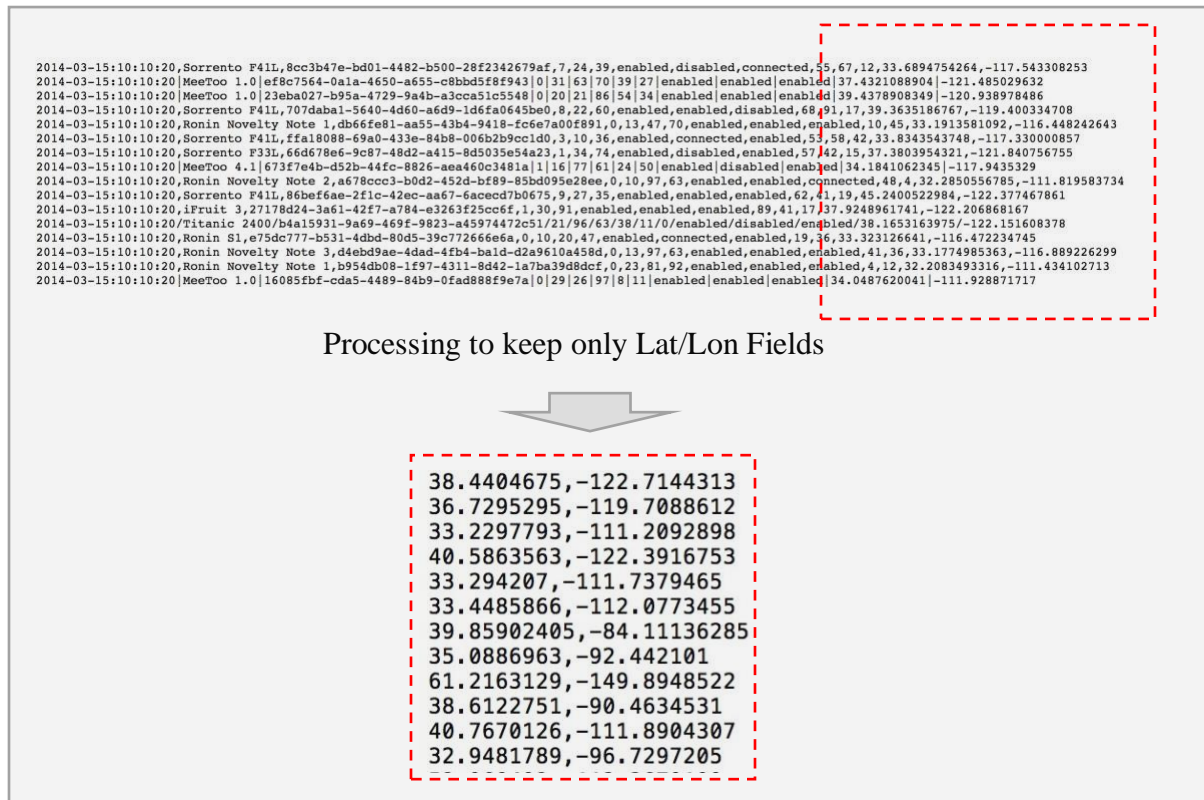 2014-03-15:10:10:20,Sorrento F41L,8cc3b47e-bd01-4482-b500-28f2342679af,7,24,39,enabled,disabled,connected,55,67,12,33.6894754264,-117.543308253
2014-03-15:10:10:20|MeeToo 1.0|ef8c7564-0a1a-4650-a655-c8bbd5f8f943|0|31|63|70|39|27|enabled|enabled|enabled|37.4321088904|-121.485029632
2014-03-15:10:10:20|MeeToo 1.0|23eba027-b95a-4729-9a4b-a3cca51c5548|0|20|21|86|54|34|enabled|enabled|enabled|39.4378908349|-120.938978486
2014-03-15:10:10:20,Sorrento F41L,707daba1-5640-4d60-a6d9-1d6fa0645be0,8,22,60,enabled,enabled,disabled,68,91,17,39.3635186767,-119.400334708
2014-03-15:10:10:20,Ronin Novelty Note 1,db66fe81-aa55-43b4-9418-fc6e7a00f891,0,13,47,70,enabled,enabled,enabled,10,45,33.1913581092,-116.448242643
2014-03-15:10:10:20,Sorrento F41L,ffa18088-69a0-433e-84b8-006b2b9cc1d0,3,10,36,enabled,connected,enabled,53,58,42,33.8343543748,-117.330000857
2014-03-15:10:10:20,Sorrento F33L,66d678e6-9c87-48d2-a415-8d5035e54a23,1,34,74,enabled,disabled,enabled,57,42,15,37.3803954321,-121.840756755
2014-03-15:10:10:20|MeeToo 4.1|673f7e4b-d52b-44fc-8826-aea460c3481a|1|16|77|61|24|50|enabled|disabled|enabled|34.1841062345|-117.9435329
2014-03-15:10:10:20,Ronin Novelty Note 2,a678ccc3-b0d2-452d-bf89-85bd095e28ee,0,10,97,63,enabled,enabled,connected,48,4,32.2850556785,-111.819583734
2014-03-15:10:10:20,Sorrento F41L,86bef6ae-2f1c-42ec-aa67-6acecd7b0675,9,27,35,enabled,enabled,enabled,62,41,19,45.2400522984,-122.377467861
2014-03-15:10:10:20,iFruit 3,27178d24-3a61-42f7-a784-e3263f25cc6f,1,30,91,enabled,enabled,enabled,89,41,17,37.9248961741,-122.206868167
2014-03-15:10:10:20/Titanic 2400/b4a15931-9a69-469f-9823-a45974472c51/21/96/63/38/11/0/enabled/disabled/enabled/38.1653163975/-122.151608378
2014-03-15:10:10:20,Ronin S1,e75dc777-b531-4dbd-80d5-39c772666e6a,0,10,20,47,enabled,connected,enabled,19,36,33.323126641,-116.472234745
2014-03-15:10:10:20,Ronin Novelty Note 3,d4ebd9ae-4dad-4fb4-ba1d-d2a9610a458d,0,13,97,63,enabled,enabled,enabled,41,36,33.1774985363,-116.889226299
2014-03-15:10:10:20,Ronin Novelty Note 1,b954db08-1f97-4311-8d42-1a7ba39d8dcf,0,23,81,92,enabled,enabled,enabled,4,12,32.2083493316,-111.434102713
2014-03-15:10:10:20|MeeToo 1.0|16085fbf-cda5-4489-84b9-0fad888f9e7a|0|29|26|97|8|11|enabled|enabled|enabled|34.0487620041|-111.928871717
Processing to keep only Lat/Lon Fields
38.4404675,-122.7144313
36.7295295,-119.7088612
33.2297793,-111.2092898
40.5863563,-122.3916753
33.294207,-111.7379465
33.4485866,-112.0773455
39.85902405,-84.11136285
35.0886963,-92.442101
61.2163129,-149.8948522
38.6122751,-90.4634531
40.7670126,-111.8904307
32.9481789,-96.7297205